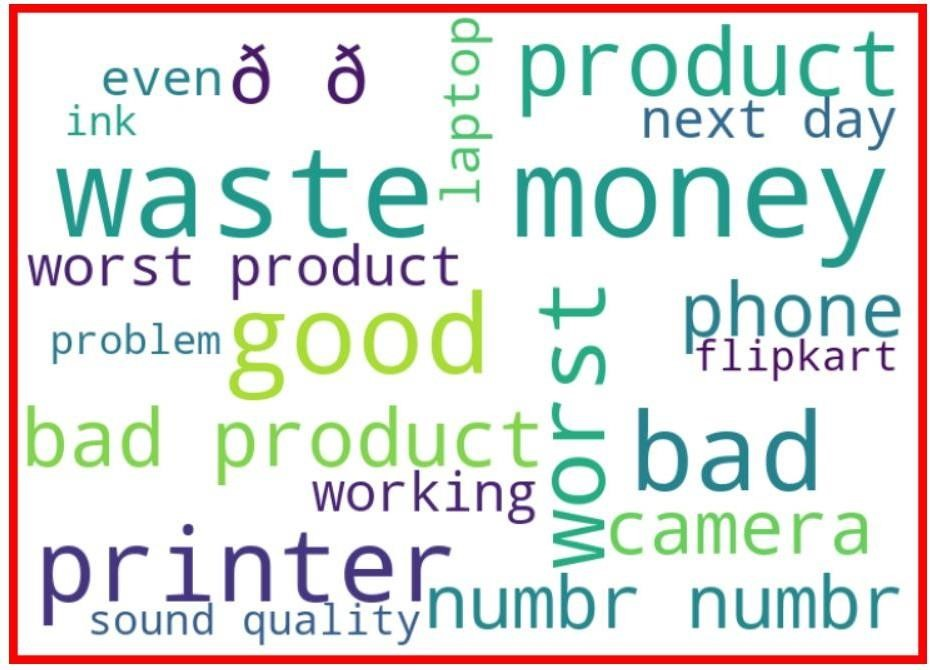 even ð ð
laptop
product
ink
next day
waste
money
worst product
worst
phone
problem
good
flipkart
bad product
bad
working
camera
printer
numbr numbr
sound quality